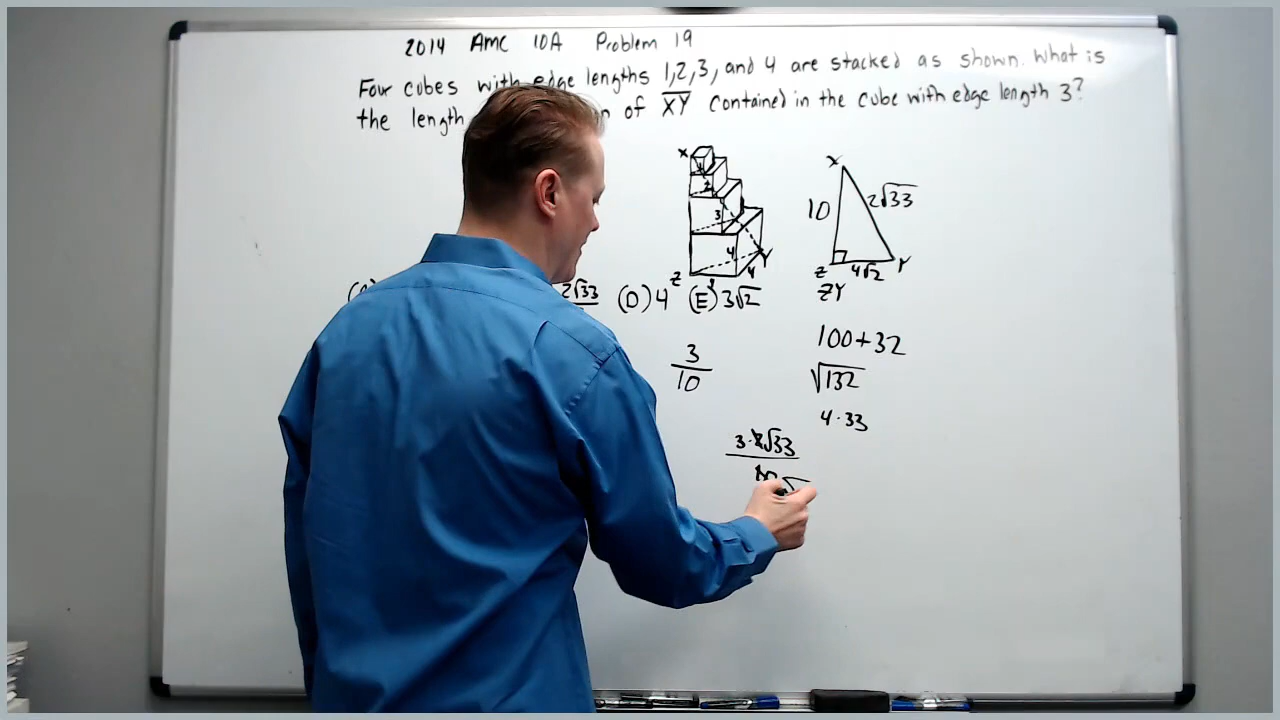 2014 AMC 10A Problem 19
Four cubes with edge lengths 1,2,3, and 4 are stacked as shown. What is
the length of XY contained in the cube with edge length 3?
X
1
2
3
4
Y
Z
4
4
X
10
2√33
Z
4√2
Y
ZY
2√33
(D) 4
(E) 3√2
100+32
3
10
√132
4·33
3·2√33
10